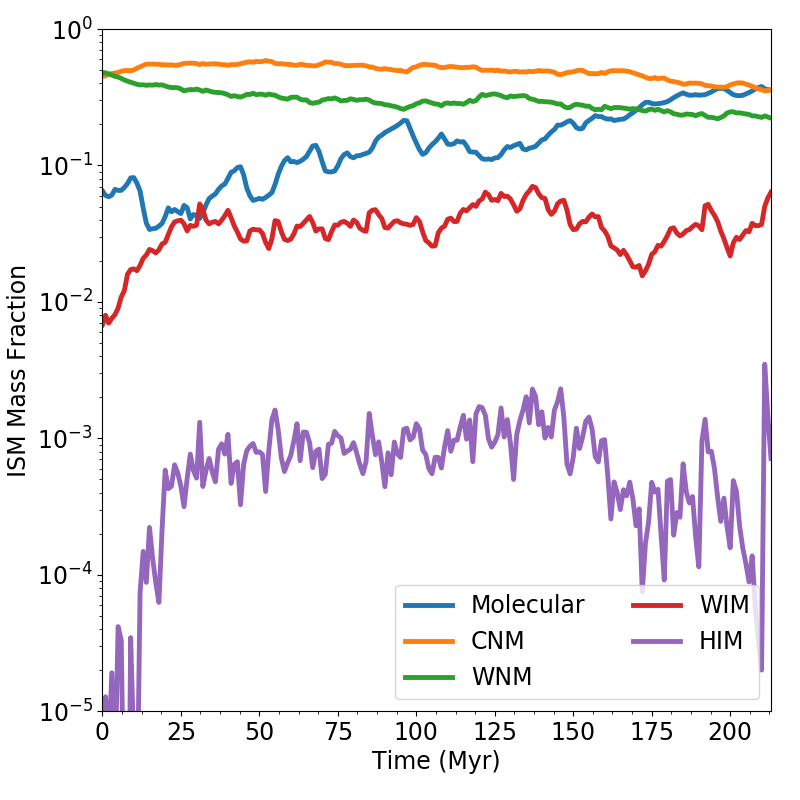 10^0
10^-1
10^-2
10^-3
10^-4
10^-5
ISM Mass Fraction
Molecular
CNM
WNM
WIM
HIM
0 25 50 75 100 125 150 175 200
Time (Myr)